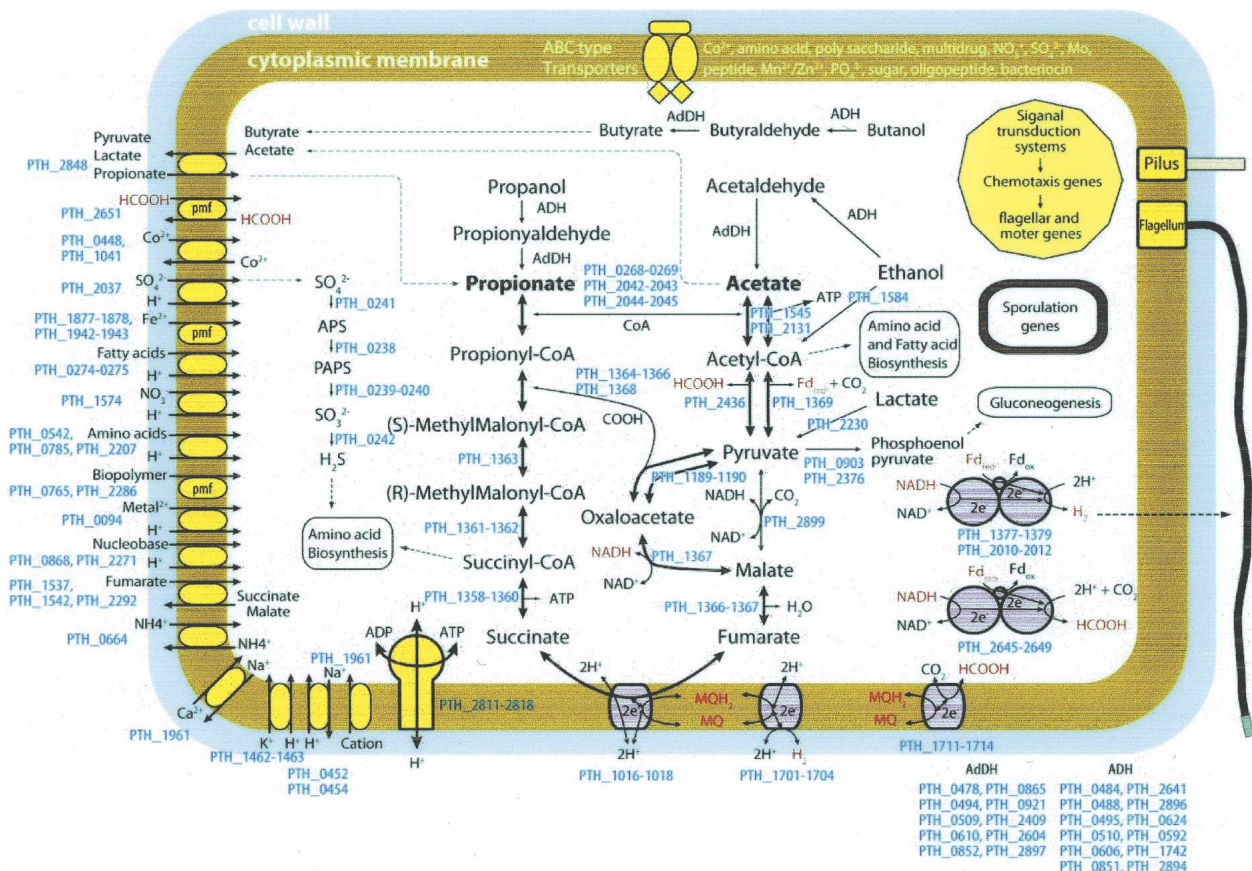 cell wall
cytoplasmic membrane
ABC type
Transporters
Co²⁺, amino acid, poly saccharide, multidrug, NO₃⁺, SO₄²⁻, Mo,
peptide, Mn²⁺/Zn²⁺, PO₄³⁻, sugar, oligopeptide, bacteriocin
Pyruvate
Lactate
PTH_2848
Propionate
HCOOH
pmf
PTH_2651
HCOOH
Co²⁺
PTH_0448,
PTH_1041
Co²⁺
SO₄²⁻
PTH_2037
H⁺
PTH_1877-1878,
Fe²⁺
PTH_1942-1943
pmf
Fatty acids
PTH_0274-0275
H⁺
NO₃⁻
PTH_1574
H⁺
PTH_0542,
Amino acids
PTH_0785, PTH_2207
H⁺
Biopolymer
PTH_0765, PTH_2286
pmf
Metal²⁺
PTH_0094
H⁺
Nucleobase
PTH_0868, PTH_2271
H⁺
Fumarate
PTH_1537,
PTH_1542, PTH_2292
Succinate
Malate
NH4⁺
PTH_0664
NH4⁺
Butyrate
Acetate
Butyrate
AdDH
Butyraldehyde
ADH
Butanol
Propanol
ADH
Propionyaldehyde
AdDH
Propionate
Acetaldehyde
ADH
AdDH
Ethanol
Acetate
PTH_0268-0269
PTH_2042-2043
PTH_2044-2045
CoA
ATP
PTH_1584
PTH_1545
PTH_2131
SO₄²⁻
PTH_0241
APS
PTH_0238
PAPS
PTH_0239-0240
SO₃²⁻
PTH_0242
H₂S
Amino acid
Biosynthesis
Propionyl-CoA
PTH_1364-1366
PTH_1368
COOH
(S)-MethylMalonyl-CoA
PTH_1363
(R)-MethylMalonyl-CoA
PTH_1361-1362
Succinyl-CoA
PTH_1358-1360
ATP
Succinate
Acetyl-CoA
Amino acid
and Fatty acid
Biosynthesis
HCOOH
Fd red + CO₂
PTH_2436
PTH_1369
Lactate
PTH_2230
Pyruvate
Phosphoenol
pyruvate
PTH_0903
PTH_2376
Gluconeogenesis
PTH_1189-1190
Oxaloacetate
NADH
CO₂
PTH_2899
NAD⁺
NADH
PTH_1367
NAD⁺
Malate
PTH_1366-1367
H₂O
Fumarate
Siganal
transduction
systems
Chemotaxis genes
flagellar and
moter genes
Sporulation
genes
Pilus
Flagellum
Fd red
Fd ox
NADH
2e⁻
2H⁺
NAD⁺
2e⁻
H₂
PTH_1377-1379
PTH_2010-2012
Fd red
Fd ox
NADH
2e⁻
2H⁺ + CO₂
NAD⁺
2e⁻
HCOOH
PTH_2645-2649
Na⁺
Ca²⁺
PTH_1961
K⁺
H⁺
H⁺
PTH_1462-1463
PTH_0452
PTH_0454
PTH_1961
Na⁺
Cation
H⁺
ADP
ATP
PTH_2811-2818
H⁺
2H⁺
2e⁻
2H⁺
PTH_1016-1018
MQH₂
MQ
2H⁺
2e⁻
2H⁺
H₂
PTH_1701-1704
CO₂
HCOOH
MQH₂
MQ
2e⁻
PTH_1711-1714
AdDH
PTH_0478, PTH_0865
PTH_0494, PTH_0921
PTH_0509, PTH_2409
PTH_0610, PTH_2604
PTH_0852, PTH_2897
ADH
PTH_0484, PTH_2641
PTH_0488, PTH_2896
PTH_0495, PTH_0624
PTH_0510, PTH_0592
PTH_0606, PTH_1742
PTH_0851, PTH_2894